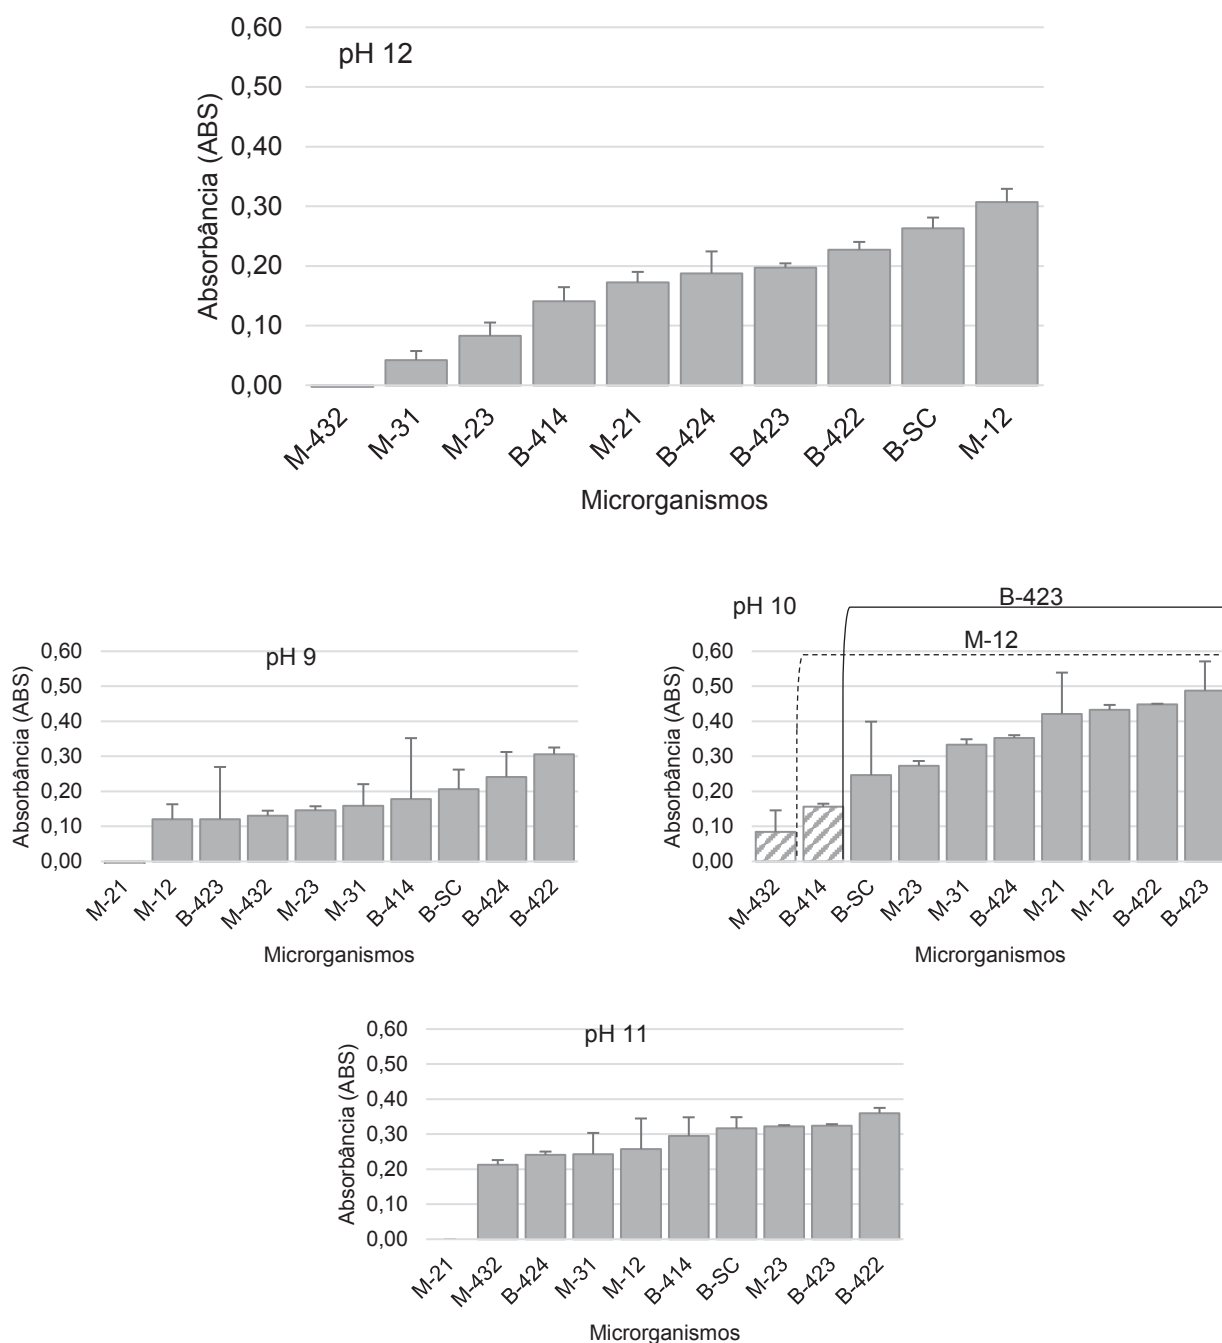 0,60
pH 12
0,50
0,40
0,30
0,20
0,10
0,00
Absorbância (ABS)
M-432
M-31
M-23
B-414
M-21
B-424
B-423
B-422
B-SC
M-12
Microrganismos
pH 9
0,60
0,50
0,40
0,30
0,20
0,10
0,00
Absorbância (ABS)
M-21
M-12
B-423
M-432
M-23
M-31
B-414
B-SC
B-424
B-422
Microrganismos
pH 10
B-423
M-12
0,60
0,50
0,40
0,30
0,20
0,10
0,00
Absorbância (ABS)
M-432
B-414
B-SC
M-23
M-31
B-424
M-21
M-12
B-422
B-423
Microrganismos
0,60
pH 11
0,50
0,40
0,30
0,20
0,10
0,00
Absorbância (ABS)
M-21
M-432
B-424
M-31
M-12
B-414
B-SC
M-23
B-423
B-422
Microrganismos